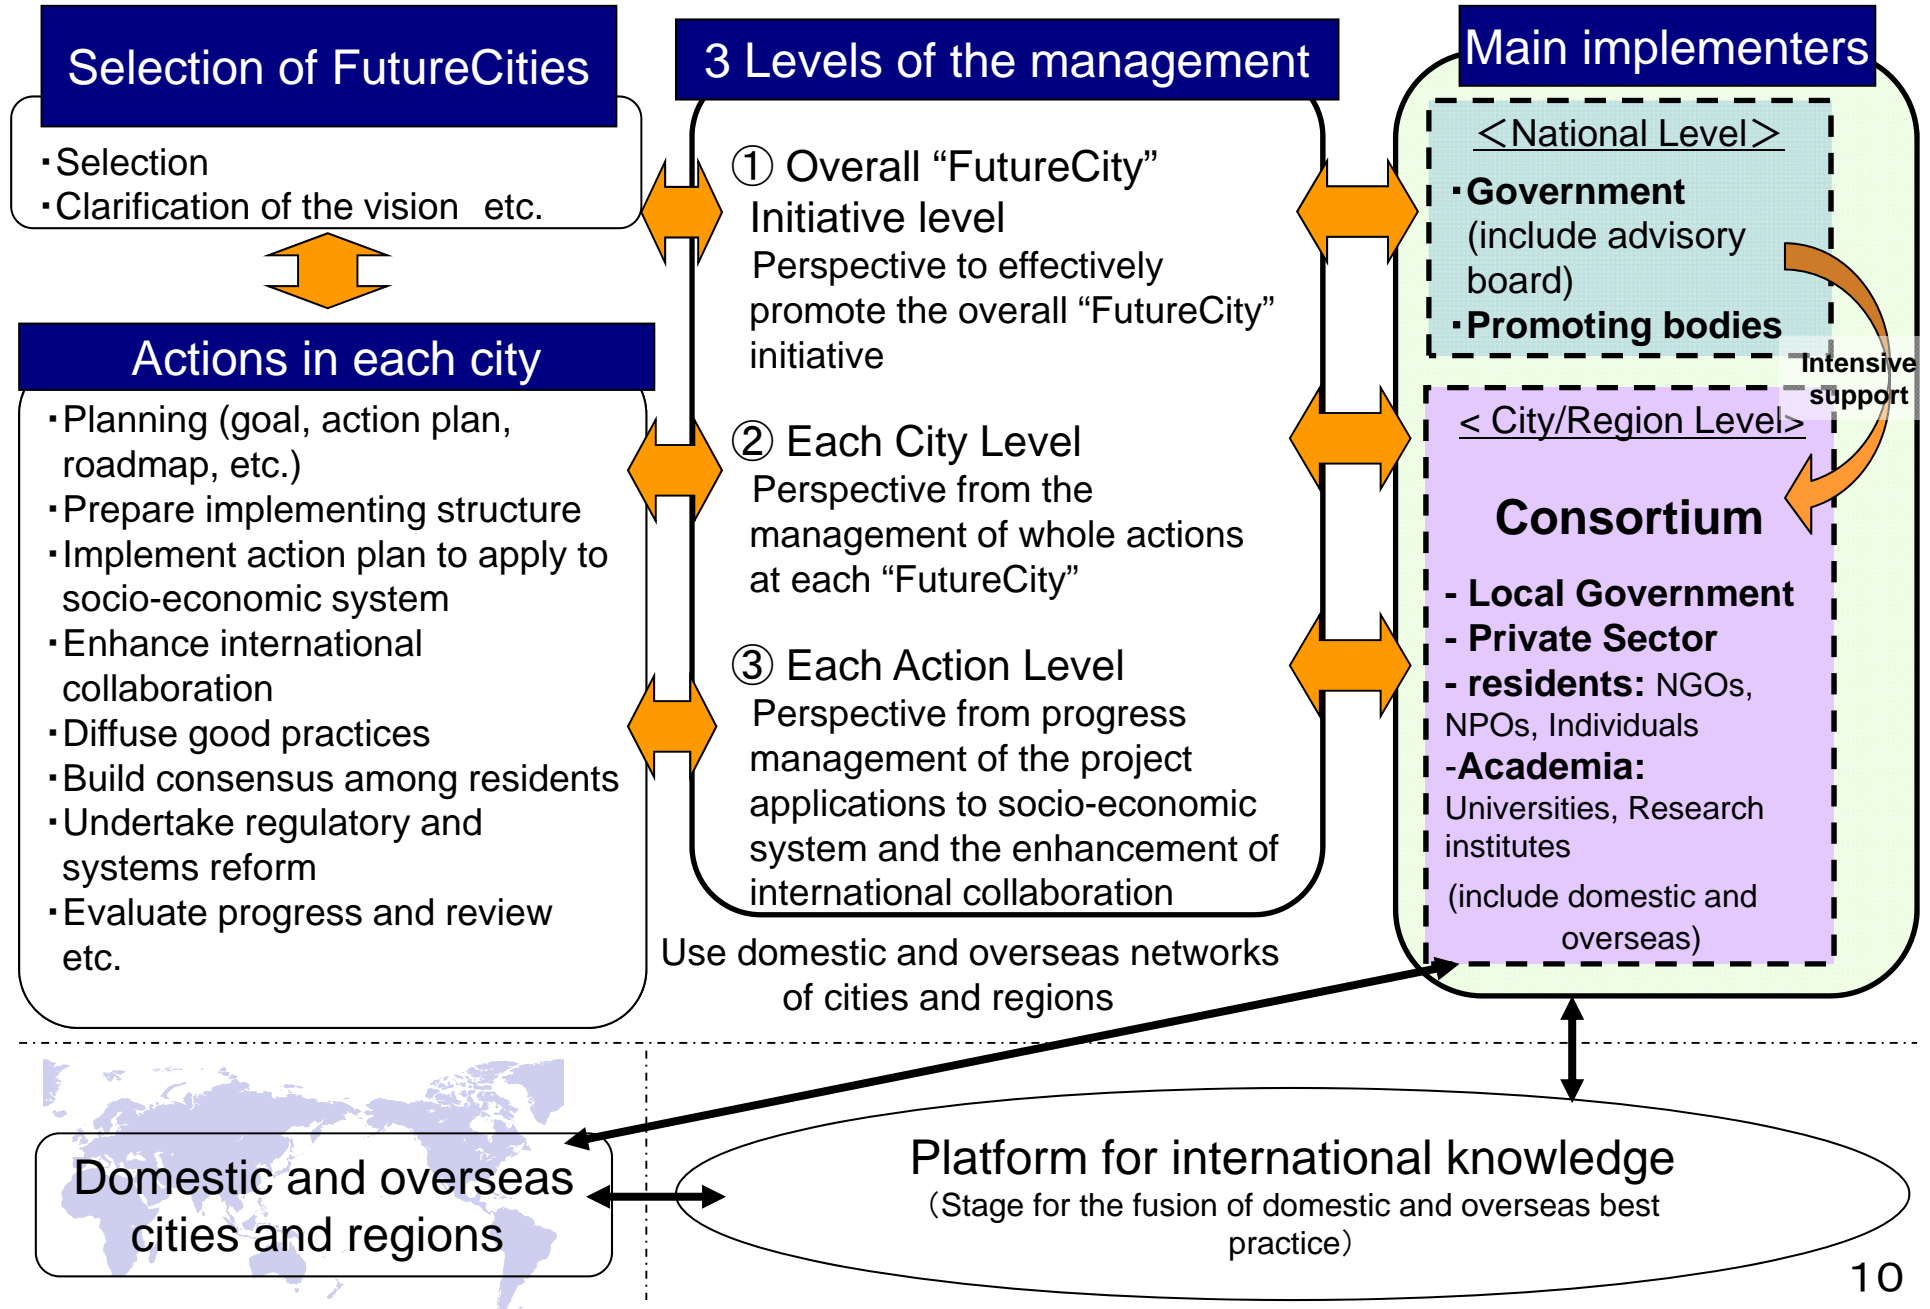 Selection of FutureCities
・Selection
・Clarification of the vision  etc.
Actions in each city
・Planning (goal, action plan,
roadmap, etc.)
・Prepare implementing structure
・Implement action plan to apply to
socio-economic system
・Enhance international
collaboration
・Diffuse good practices
・Build consensus among residents
・Undertake regulatory and
systems reform
・Evaluate progress and review
etc.
3 Levels of the management
① Overall “FutureCity”
Initiative level
Perspective to effectively
promote the overall “FutureCity”
initiative
② Each City Level
Perspective from the
management of whole actions
at each “FutureCity”
③ Each Action Level
Perspective from progress
management of the project
applications to socio-economic
system and the enhancement of
international collaboration
Use domestic and overseas networks
of cities and regions
Main implementers
＜National Level＞
・Government
(include advisory
board)
・Promoting bodies
Intensive
support
< City/Region Level>
Consortium
- Local Government
- Private Sector
- residents: NGOs,
NPOs, Individuals
-Academia:
Universities, Research
institutes
(include domestic and
overseas)
Domestic and overseas
cities and regions
Platform for international knowledge
（Stage for the fusion of domestic and overseas best
practice）
10